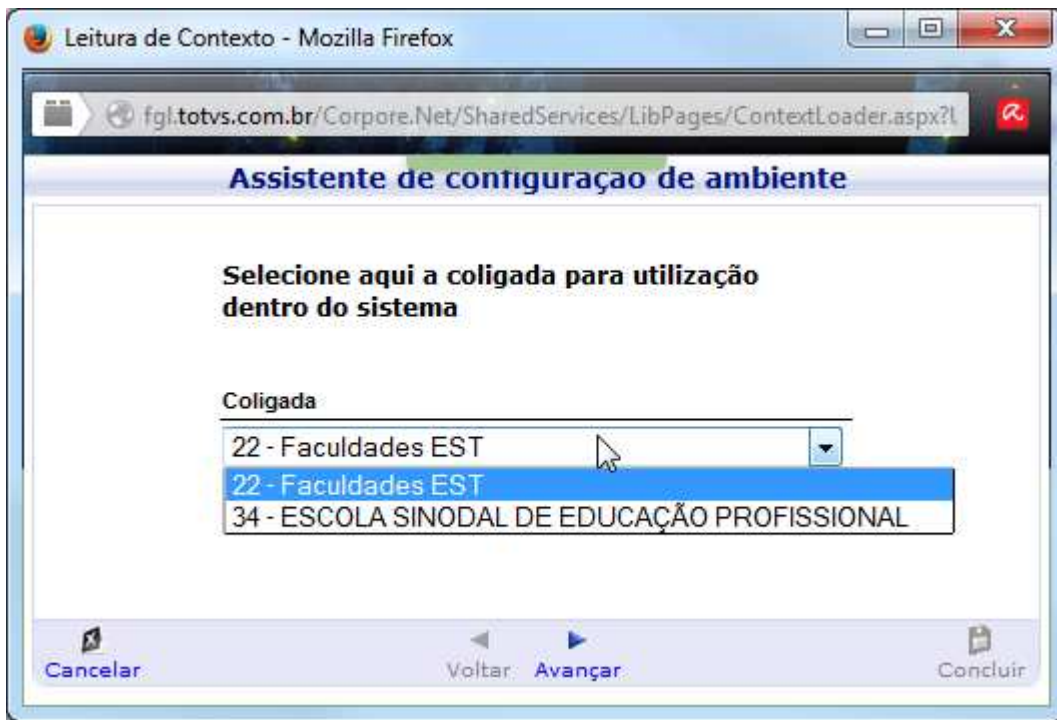 Leitura de Contexto - Mozilla Firefox
fgl.totvs.com.br/Corpore.Net/SharedServices/LibPages/ContextLoader.aspx?l
Assistente de configuração de ambiente
Selecione aqui a coligada para utilização
dentro do sistema
Coligada
22 - Faculdades EST
22 - Faculdades EST
34 - ESCOLA SINODAL DE EDUCAÇÃO PROFISSIONAL
Cancelar Voltar Avançar Concluir